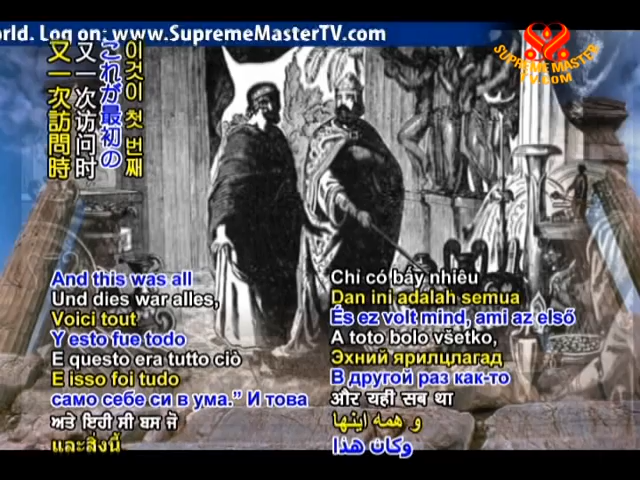 rld. Log on: www.SupremeMasterTV.com
SUPREME MASTER
TV.COM
又一次訪問時
又一次访问时
これが最初の
이것이 첫 번째
And this was all
Und dies war alles,
Voici tout
Y esto fue todo
E questo era tutto ciò
E isso foi tudo
само себе си в ума.” И това
ਅਤੇ ਇਹੀ ਸੀ ਬਸ ਜੋ
และสิ่งนี้
Chỉ có bấy nhiêu
Dan ini adalah semua
És ez volt mind, ami az első
A toto bolo všetko,
Эхний ярилцлагад
В другой раз как-то
और यही सब था
و همه اینها
وكان هذا